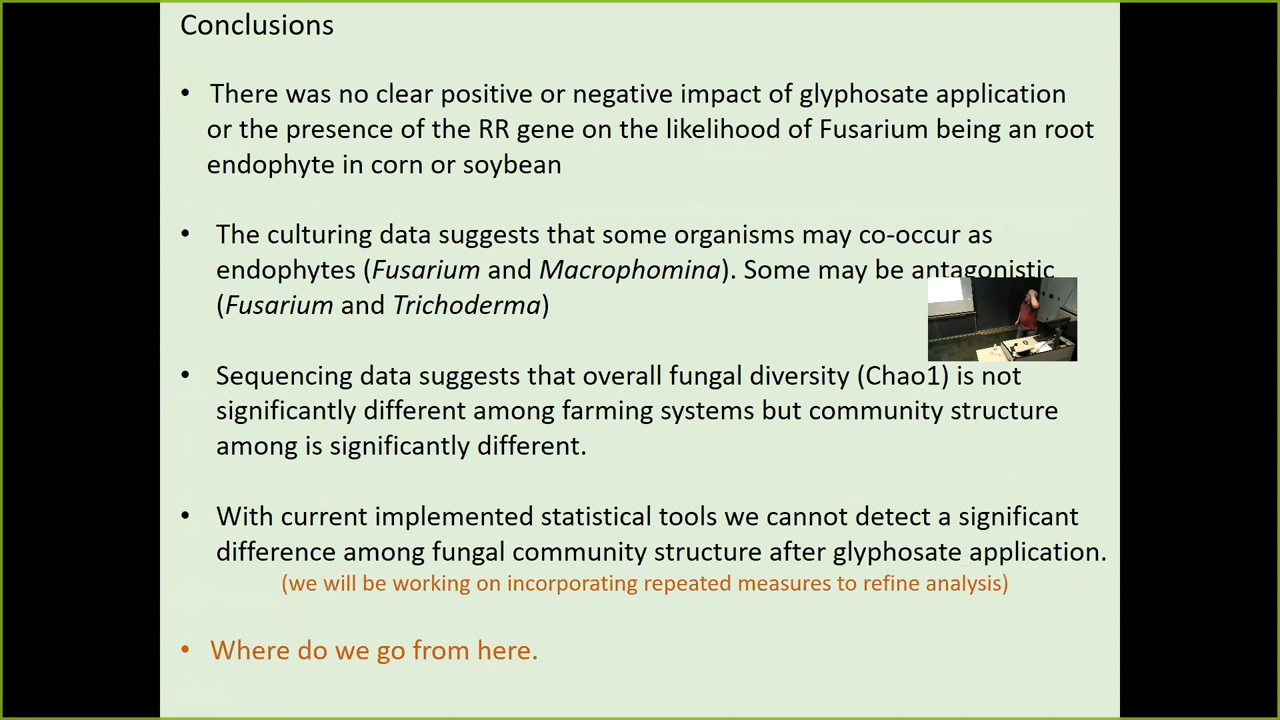 Conclusions
• There was no clear positive or negative impact of glyphosate application
or the presence of the RR gene on the likelihood of Fusarium being an root
endophyte in corn or soybean
• The culturing data suggests that some organisms may co-occur as
endophytes (Fusarium and Macrophomina). Some may be antagonistic
(Fusarium and Trichoderma)
• Sequencing data suggests that overall fungal diversity (Chao1) is not
significantly different among farming systems but community structure
among is significantly different.
• With current implemented statistical tools we cannot detect a significant
difference among fungal community structure after glyphosate application.
(we will be working on incorporating repeated measures to refine analysis)
• Where do we go from here.